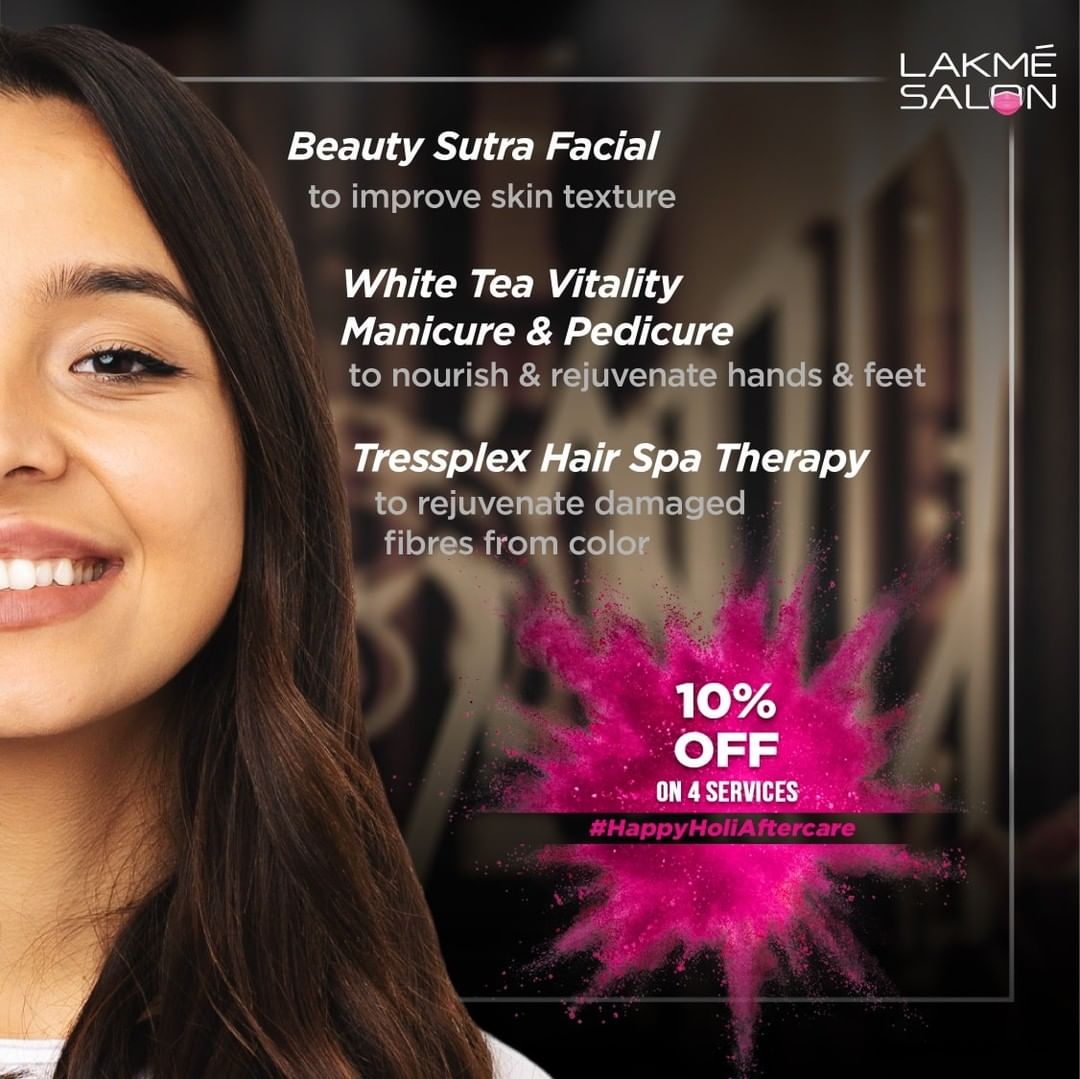 LAKMÉ
SALON
Beauty Sutra Facial
to improve skin texture
White Tea Vitality
Manicure & Pedicure
to nourish & rejuvenate hands & feet
Tressplex Hair Spa Therapy
to rejuvenate damaged
fibres from color
10%
OFF
ON 4 SERVICES
#HappyHoliAftercare